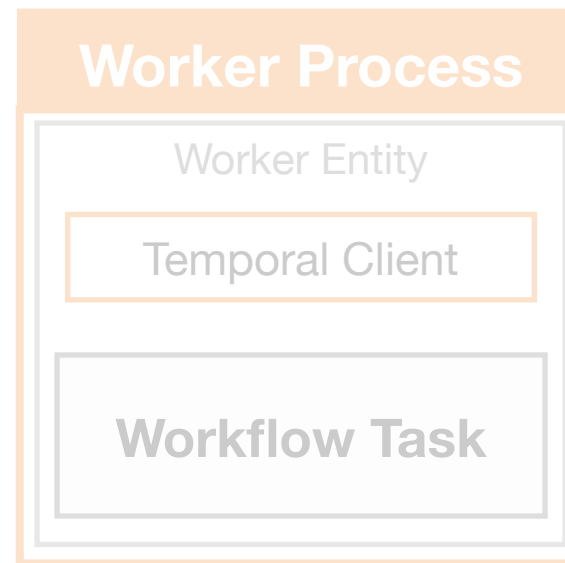 Worker Process
Worker Entity
Temporal Client
Workflow Task